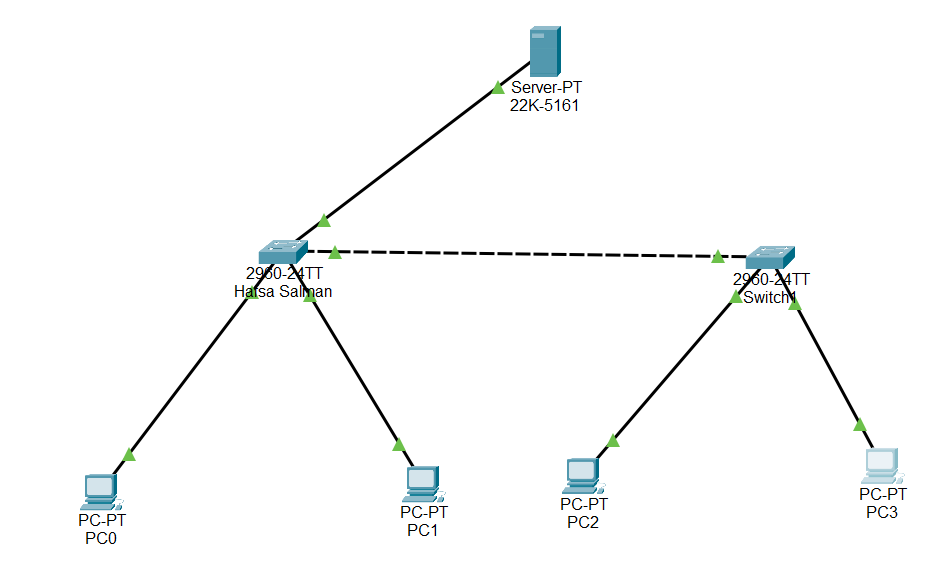 Server-PT
22K-5161
2960-24TT
Hafsa Salman
2960-24TT
Switch1
PC-PT
PC0
PC-PT
PC1
PC-PT
PC2
PC-PT
PC3